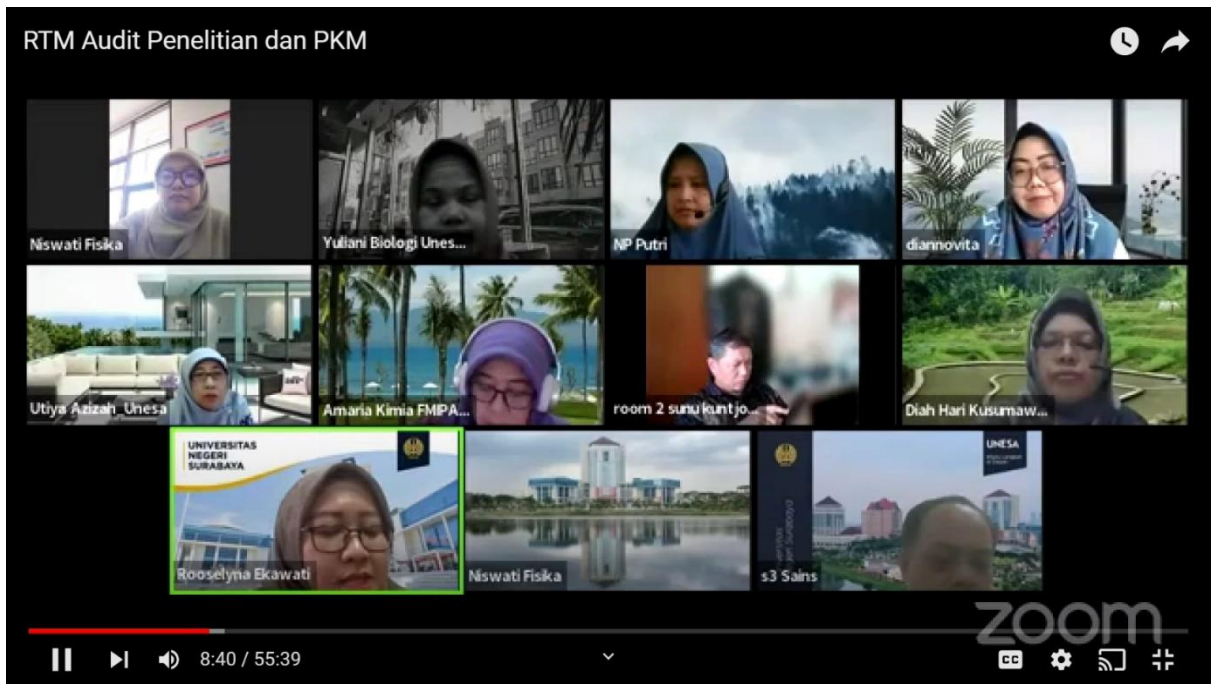 RTM Audit Penelitian dan PKM
Niswati Fisika
Yuliani Biologi Unes...
NP Putri
diannovita
Utiya Azizah_Unesa
Amaria Kimia FMIPA...
room 2 sunu kuntjo...
Diah Hari Kusumaw...
UNIVERSITAS
NEGERI
SURABAYA
Rooselyna Ekawati
Niswati Fisika
UNESA
s3 Sains
zoom
8:40 / 55:39
CC